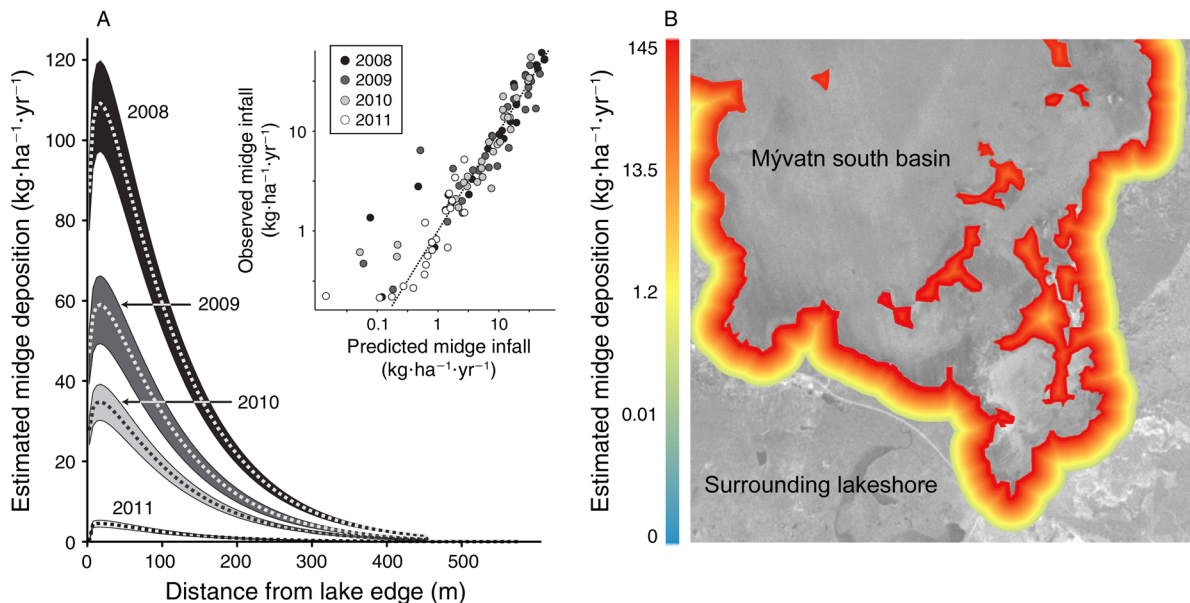 A
Estimated midge deposition (kg·ha⁻¹·yr⁻¹)
120
100
80
60
40
20
0
2008
2009
2010
2011
0
100
200
300
400
500
Distance from lake edge (m)
Observed midge infall
(kg·ha⁻¹·yr⁻¹)
10
1
2008
2009
2010
2011
0.1
1
10
Predicted midge infall
(kg·ha⁻¹·yr⁻¹)
B
Estimated midge deposition (kg·ha⁻¹·yr⁻¹)
145
13.5
1.2
0.01
0
Mývatn south basin
Surrounding lakeshore